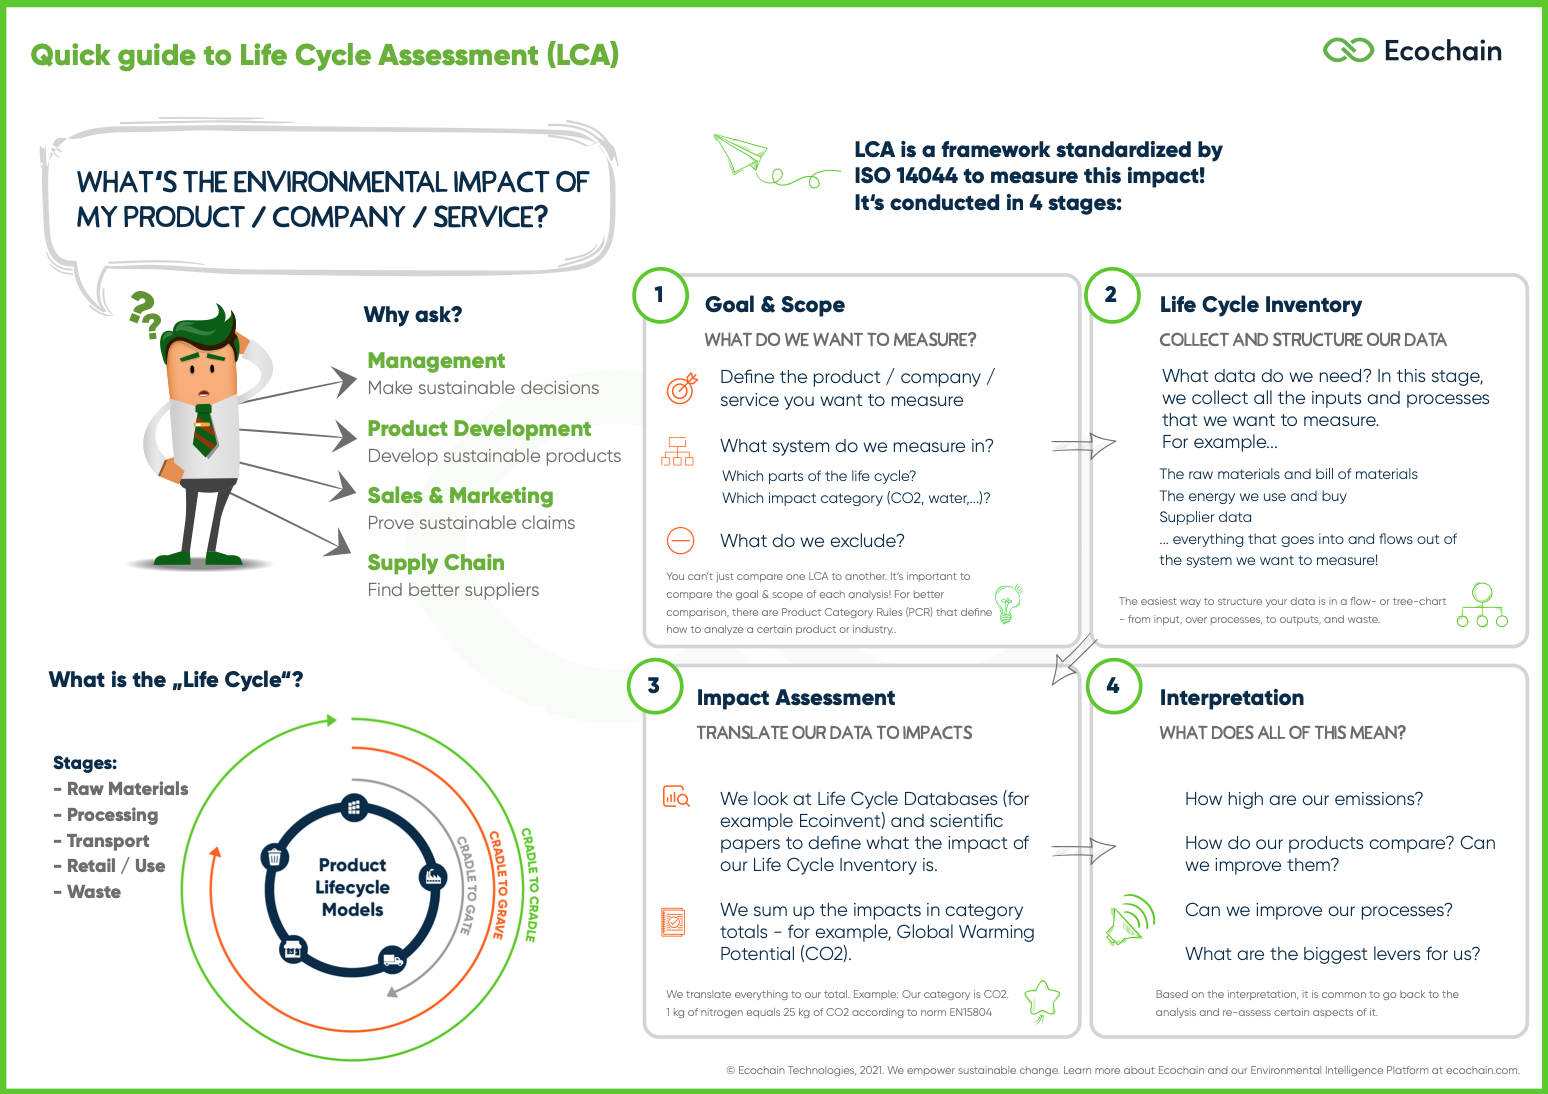 Quick guide to Life Cycle Assessment (LCA)
Ecochain
WHAT'S THE ENVIRONMENTAL IMPACT OF
MY PRODUCT / COMPANY / SERVICE?
LCA is a framework standardized by
ISO 14044 to measure this impact!
It's conducted in 4 stages:
???
Why ask?
Management
Make sustainable decisions
Product Development
Develop sustainable products
Sales & Marketing
Prove sustainable claims
Supply Chain
Find better suppliers
1
Goal & Scope
WHAT DO WE WANT TO MEASURE?
Define the product / company /
service you want to measure
What system do we measure in?
Which parts of the life cycle?
Which impact category (CO2, water,...)?
What do we exclude?
You can't just compare one LCA to another. It's important to
compare the goal & scope of each analysis! For better
comparison, there are Product Category Rules (PCR) that define
how to analyze a certain product or industry..
2
Life Cycle Inventory
COLLECT AND STRUCTURE OUR DATA
What data do we need? In this stage,
we collect all the inputs and processes
that we want to measure.
For example...
The raw materials and bill of materials
The energy we use and buy
Supplier data
... everything that goes into and flows out of
the system we want to measure!
The easiest way to structure your data is in a flow- or tree-chart
- from input, over processes, to outputs, and waste.
What is the „Life Cycle“?
Stages:
- Raw Materials
- Processing
- Transport
- Retail / Use
- Waste
Product
Lifecycle
Models
CRADLE TO GATE
CRADLE TO GRAVE
CRADLE TO CRADLE
3
Impact Assessment
TRANSLATE OUR DATA TO IMPACTS
We look at Life Cycle Databases (for
example Ecoinvent) and scientific
papers to define what the impact of
our Life Cycle Inventory is.
We sum up the impacts in category
totals - for example, Global Warming
Potential (CO2).
We translate everything to our total. Example: Our category is CO2.
1 kg of nitrogen equals 25 kg of CO2 according to norm EN15804
4
Interpretation
WHAT DOES ALL OF THIS MEAN?
How high are our emissions?
How do our products compare? Can
we improve them?
Can we improve our processes?
What are the biggest levers for us?
Based on the interpretation, it is common to go back to the
analysis and re-assess certain aspects of it.
© Ecochain Technologies, 2021. We empower sustainable change. Learn more about Ecochain and our Environmental Intelligence Platform at ecochain.com.